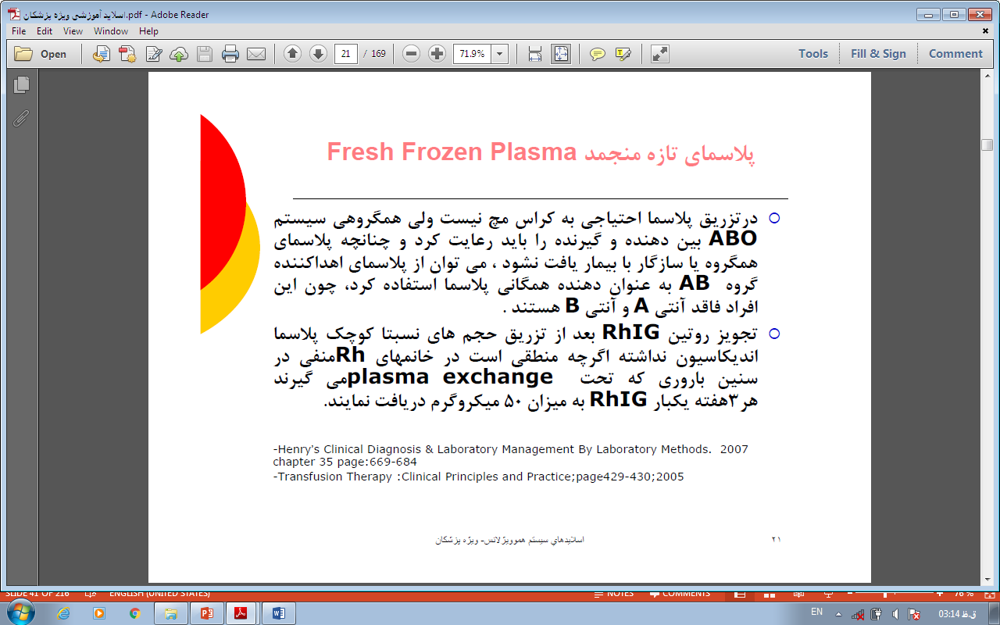 اسلاید آموزشی ویژه پزشکان.pdf - Adobe Reader
File Edit View Window Help
Open 21 / 169 71.9% Tools Fill & Sign Comment
پلاسمای تازه منجمد Fresh Frozen Plasma
درتزریق پلاسما احتیاجی به کراس مچ نیست ولی همگروهی سیستم
ABO بین دهنده و گیرنده را باید رعایت کرد و چنانچه پلاسمای
همگروه یا سازگار با بیمار یافت نشود ، می توان از پلاسمای اهداکننده
گروه AB به عنوان دهنده همگانی پلاسما استفاده کرد، چون این
افراد فاقد آنتی A و آنتی B هستند .
تجویز روتین RhIG بعد از تزریق حجم های نسبتا کوچک پلاسما
اندیکاسیون نداشته اگرچه منطقی است در خانمهای Rhمنفی در
سنین باروری که تحت plasma exchangeمی گیرند
هر۳هفته یکبار RhIG به میزان ۵۰ میکروگرم دریافت نمایند.
-Henry's Clinical Diagnosis & Laboratory Management By Laboratory Methods. 2007
chapter 35 page:669-684
-Transfusion Therapy :Clinical Principles and Practice;page429-430;2005
اسلایدهاي سیستم هموویژلانس- ویژه پزشکان
۲۱
SLIDE 41 OF 216 ENGLISH (UNITED STATES) NOTES COMMENTS 76 %
EN 03:14 ق.ظ